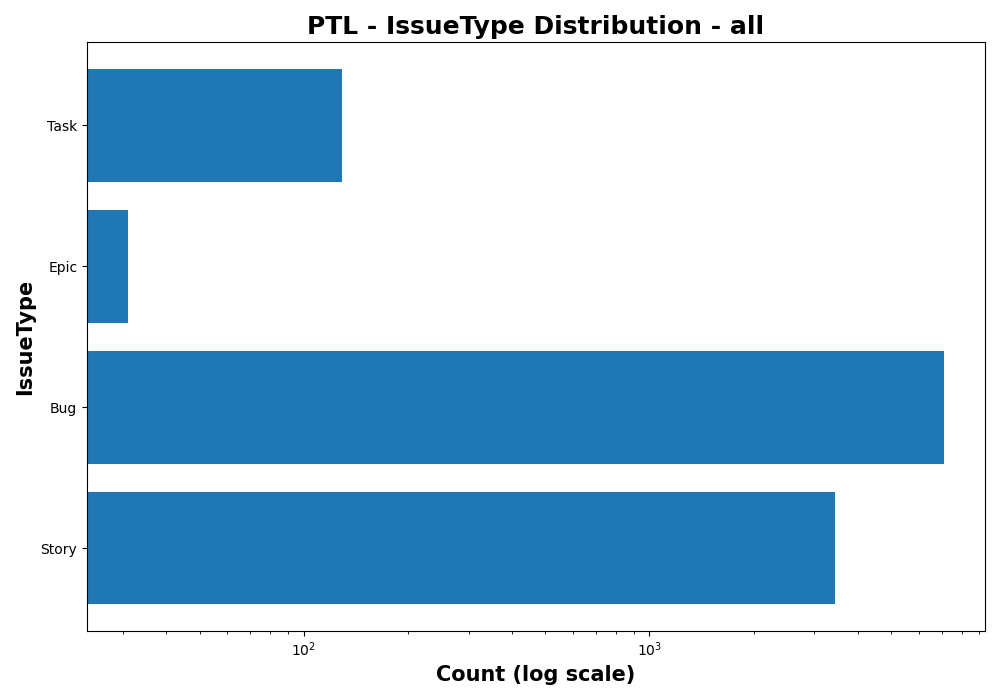 PTL - IssueType Distribution - all
IssueType
Task
Epic
Bug
Story
10²
10³
Count (log scale)